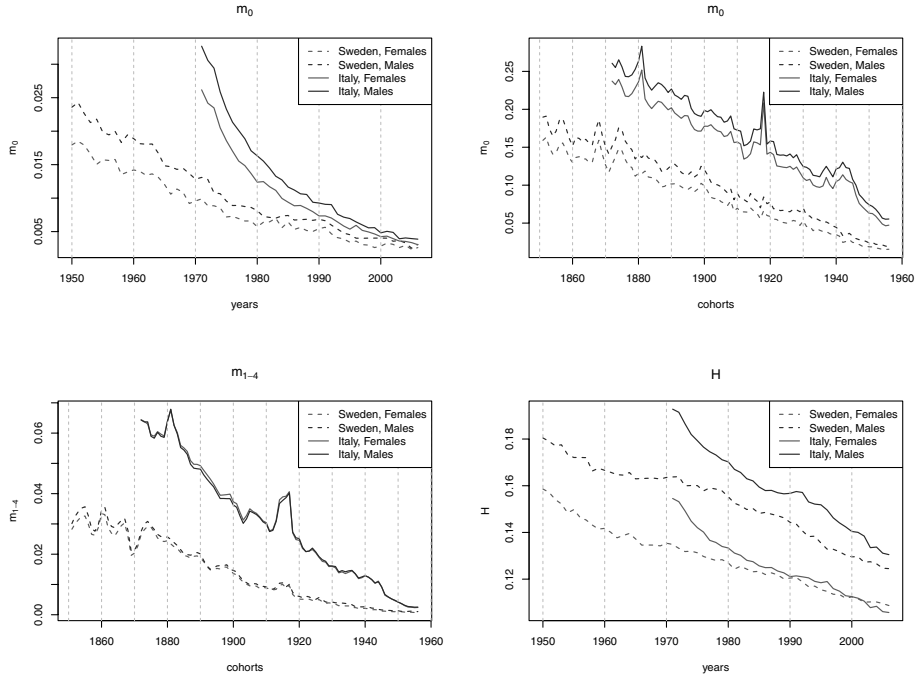 m0
m0
0.005 0.015 0.025
Sweden, Females
Sweden, Males
Italy, Females
Italy, Males
1950 1960 1970 1980 1990 2000
years
m0
m0
0.05 0.10 0.15 0.20 0.25
Sweden, Females
Sweden, Males
Italy, Females
Italy, Males
1860 1880 1900 1920 1940 1960
cohorts
m1−4
m1−4
0.00 0.02 0.04 0.06
Sweden, Females
Sweden, Males
Italy, Females
Italy, Males
1860 1880 1900 1920 1940 1960
cohorts
H
H
0.12 0.14 0.16 0.18
Sweden, Females
Sweden, Males
Italy, Females
Italy, Males
1950 1960 1970 1980 1990 2000
years